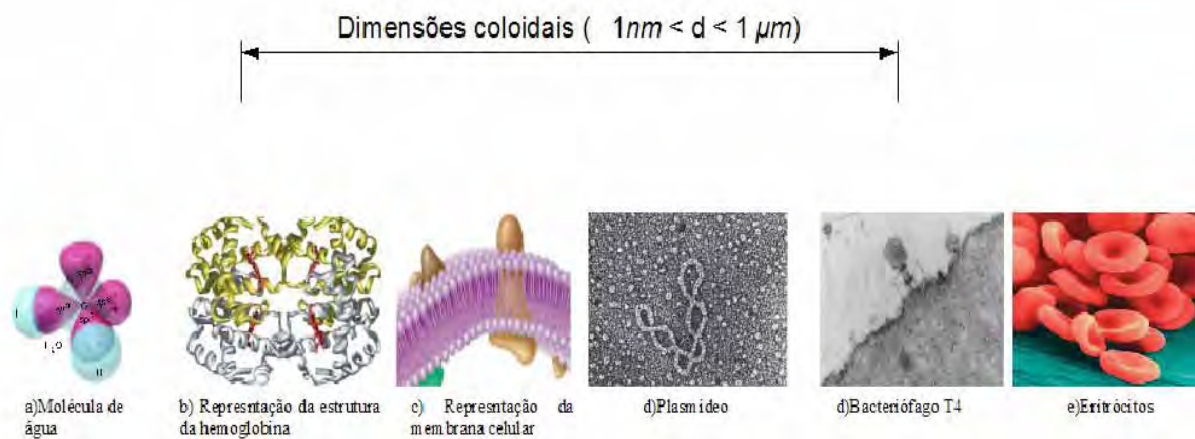 Dimensões coloidais ( 1nm < d < 1 µm)
a)Molécula de
água
b) Represntação da estrutura
da hemoglobina
c) Represntação da
membrana celular
d)Plasmídeo
d)Bacteriófago T4
e)Eritrócitos